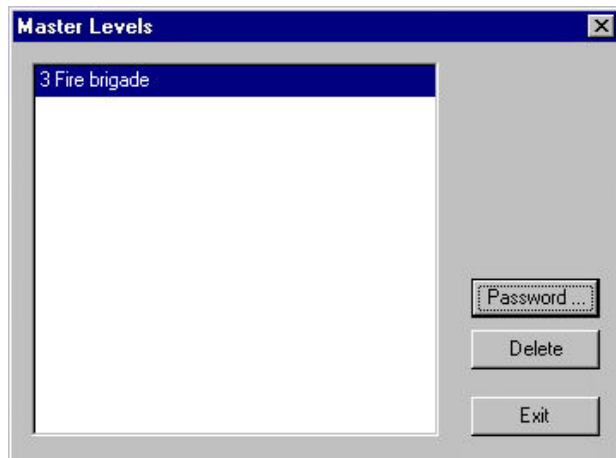 Master Levels
3 Fire brigade
Password ...
Delete
Exit